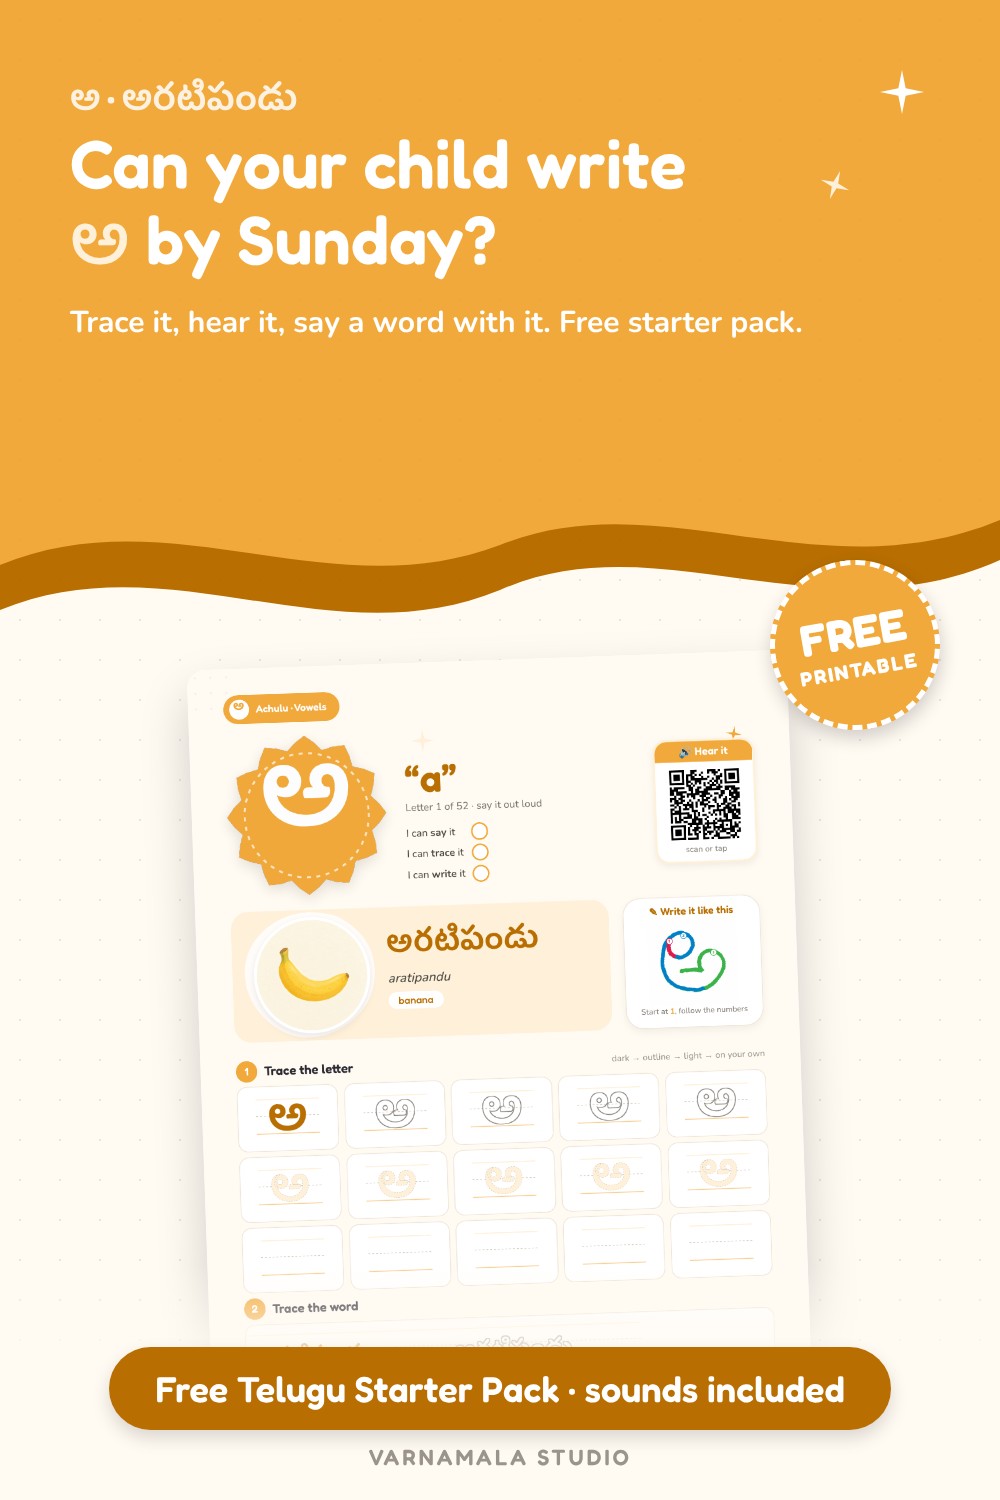 అ · అరటిపండు
Can your child write
అ by Sunday?
Trace it, hear it, say a word with it. Free starter pack.
FREE
PRINTABLE
అ Achulu · Vowels
అ
“a”
Letter 1 of 52 · say it out loud
I can say it
I can trace it
I can write it
🔊 Hear it
scan or tap
అరటిపండు
aratipandu
banana
✎ Write it like this
Start at 1, follow the numbers
1 Trace the letter
dark → outline → light → on your own
అ అ అ అ అ
అ అ అ అ అ
2 Trace the word
Free Telugu Starter Pack · sounds included
VARNAMALA STUDIO